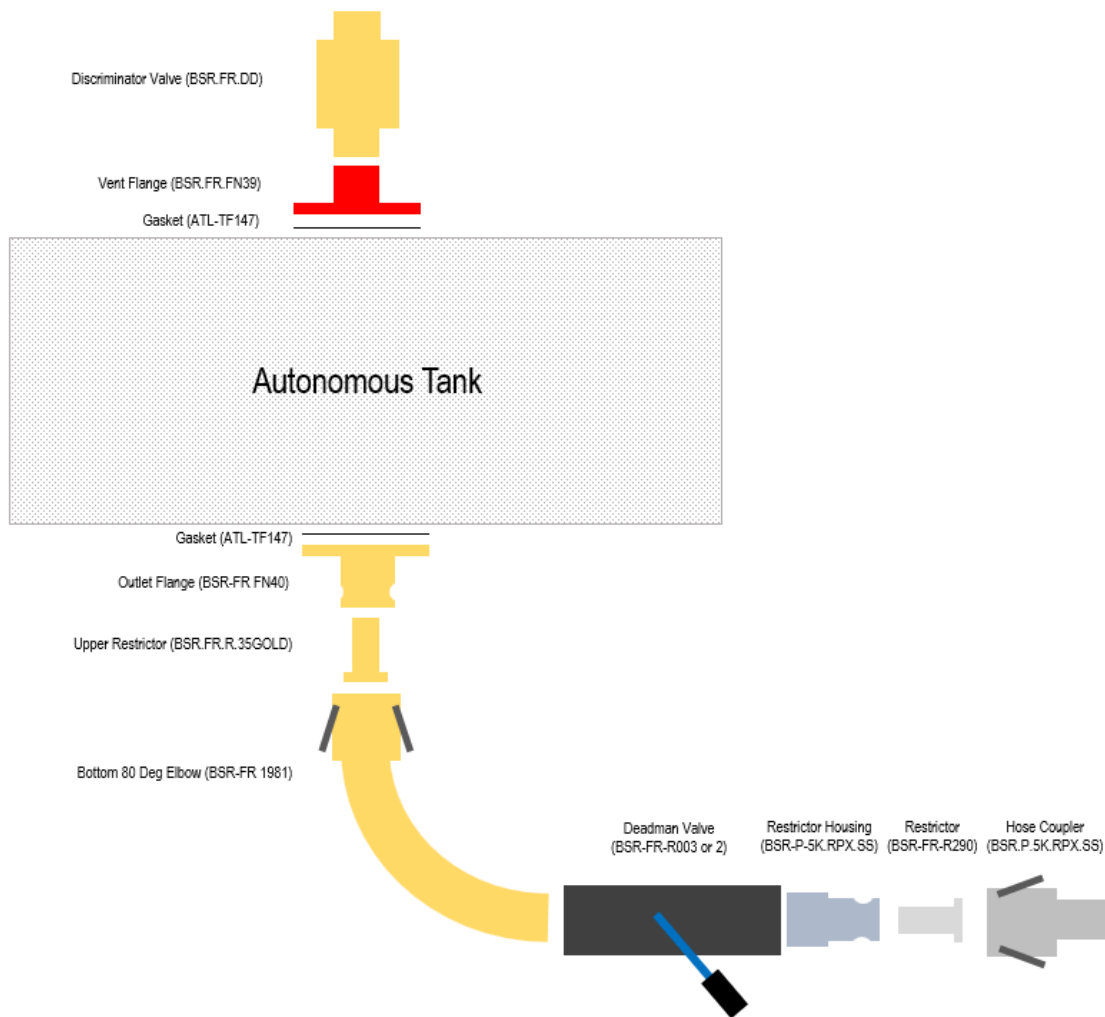 Discriminator Valve (BSR.FR.DD)
Vent Flange (BSR.FR.FN39)
Gasket (ATL-TF147)
Autonomous Tank
Gasket (ATL-TF147)
Outlet Flange (BSR-FR FN40)
Upper Restrictor (BSR.FR.R.35GOLD)
Bottom 80 Deg Elbow (BSR-FR 1981)
Deadman Valve
(BSR-FR-R003 or 2)
Restrictor Housing
(BSR-P-5K.RPX.SS)
Restrictor
(BSR-FR-R290)
Hose Coupler
(BSR.P.5K.RPX.SS)